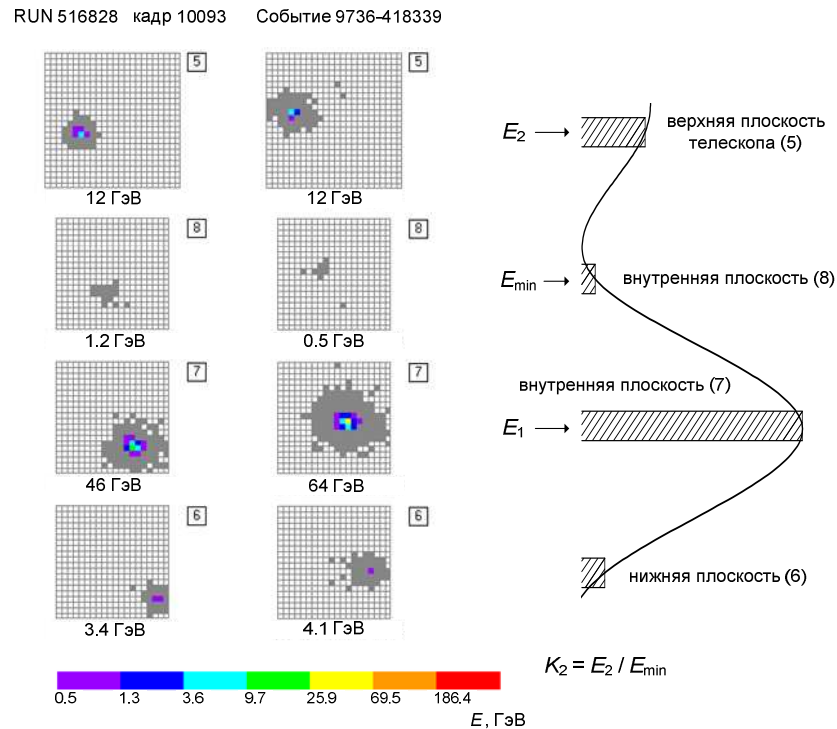 RUN 516828 кадр 10093 Событие 9736-418339
5
5
12 ГэВ
12 ГэВ
E2
верхняя плоскость
телескопа (5)
8
8
1.2 ГэВ
0.5 ГэВ
Emin
внутренняя плоскость (8)
7
7
46 ГэВ
64 ГэВ
внутренняя плоскость (7)
E1
6
6
3.4 ГэВ
4.1 ГэВ
нижняя плоскость (6)
K2 = E2 / Emin
0.5 1.3 3.6 9.7 25.9 69.5 186.4
E, ГэВ